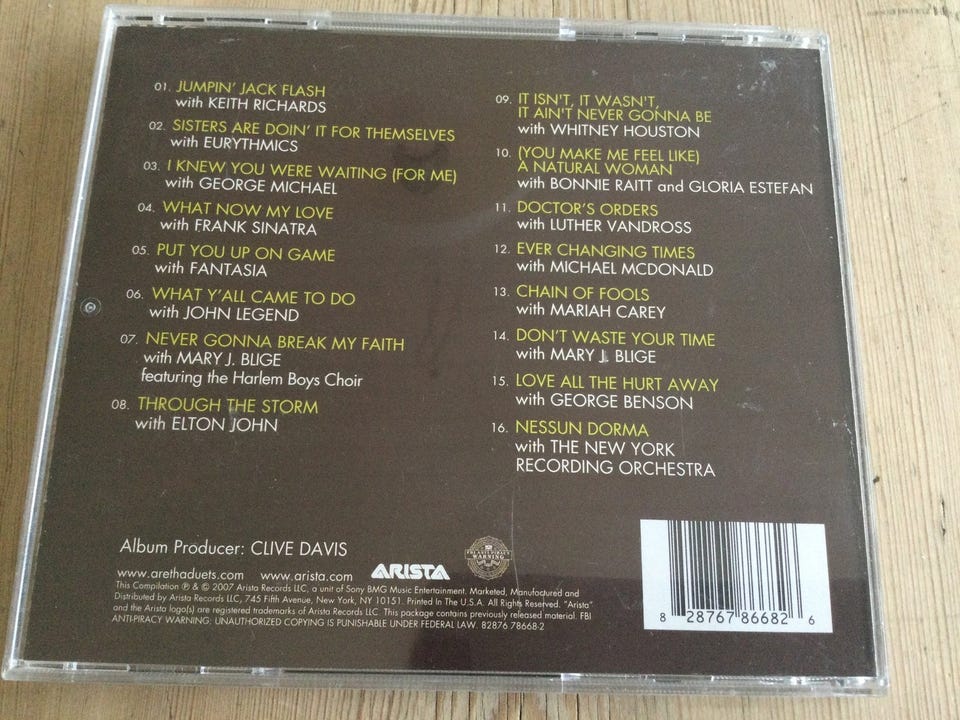 01. JUMPIN' JACK FLASH
with KEITH RICHARDS
02. SISTERS ARE DOIN' IT FOR THEMSELVES
with EURYTHMICS
03. I KNEW YOU WERE WAITING (FOR ME)
with GEORGE MICHAEL
04. WHAT NOW MY LOVE
with FRANK SINATRA
05. PUT YOU UP ON GAME
with FANTASIA
06. WHAT Y'ALL CAME TO DO
with JOHN LEGEND
07. NEVER GONNA BREAK MY FAITH
with MARY J. BLIGE
featuring the Harlem Boys Choir
08. THROUGH THE STORM
with ELTON JOHN
09. IT ISN'T, IT WASN'T,
IT AIN'T NEVER GONNA BE
with WHITNEY HOUSTON
10. (YOU MAKE ME FEEL LIKE)
A NATURAL WOMAN
with BONNIE RAITT and GLORIA ESTEFAN
11. DOCTOR'S ORDERS
with LUTHER VANDROSS
12. EVER CHANGING TIMES
with MICHAEL MCDONALD
13. CHAIN OF FOOLS
with MARIAH CAREY
14. DON'T WASTE YOUR TIME
with MARY J. BLIGE
15. LOVE ALL THE HURT AWAY
with GEORGE BENSON
16. NESSUN DORMA
with THE NEW YORK
RECORDING ORCHESTRA
Album Producer: CLIVE DAVIS
www.arethaduets.com www.arista.com ARISTA
FBI ANTI-PIRACY
WARNING
This Compilation ℗ & © 2007 Arista Records LLC, a unit of Sony BMG Music Entertainment. Marketed, Manufactured and
Distributed by Arista Records LLC, 745 Fifth Avenue, New York, NY 10151. Printed In The U.S.A. All Rights Reserved. "Arista"
and the Arista logo(s) are registered trademarks of Arista Records LLC. This package contains previously released material. FBI
ANTI-PIRACY WARNING: UNAUTHORIZED COPYING IS PUNISHABLE UNDER FEDERAL LAW. 82876 78668-2
8 28767 86682 6